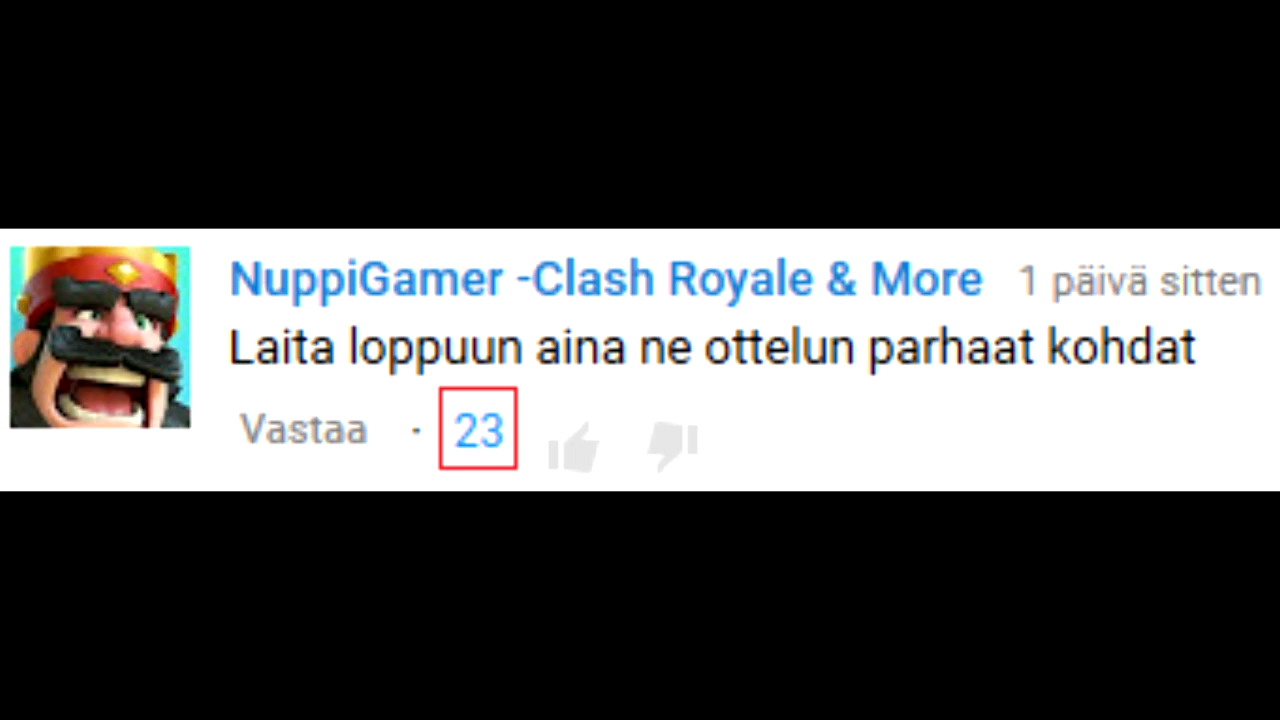 NuppiGamer -Clash Royale & More 1 päivä sitten
Laita loppuun aina ne ottelun parhaat kohdat
Vastaa · 23